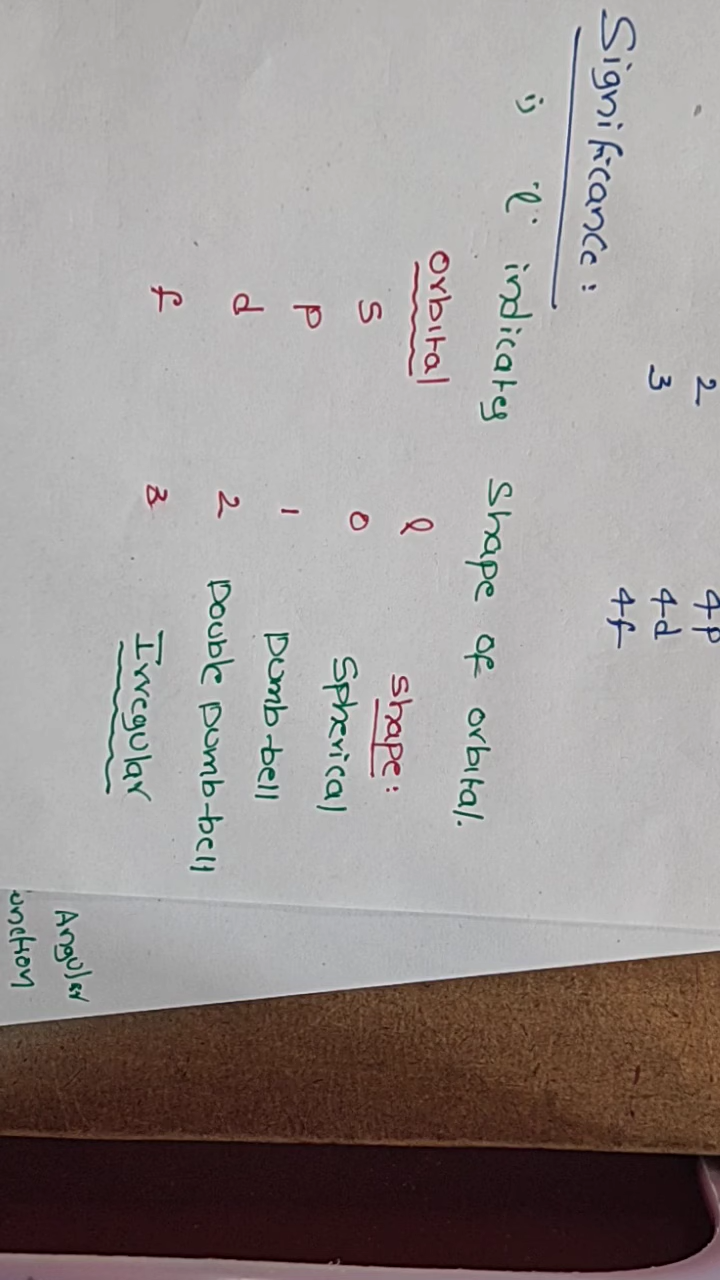 2 4p
3 4d
4f
Significance:
i) 'l' indicates shape of orbital.
orbital l shape:
s 0 Spherical
p 1 Dumb-bell
d 2 Double Dumb-bell
f 3 Irregular
Angular
unction